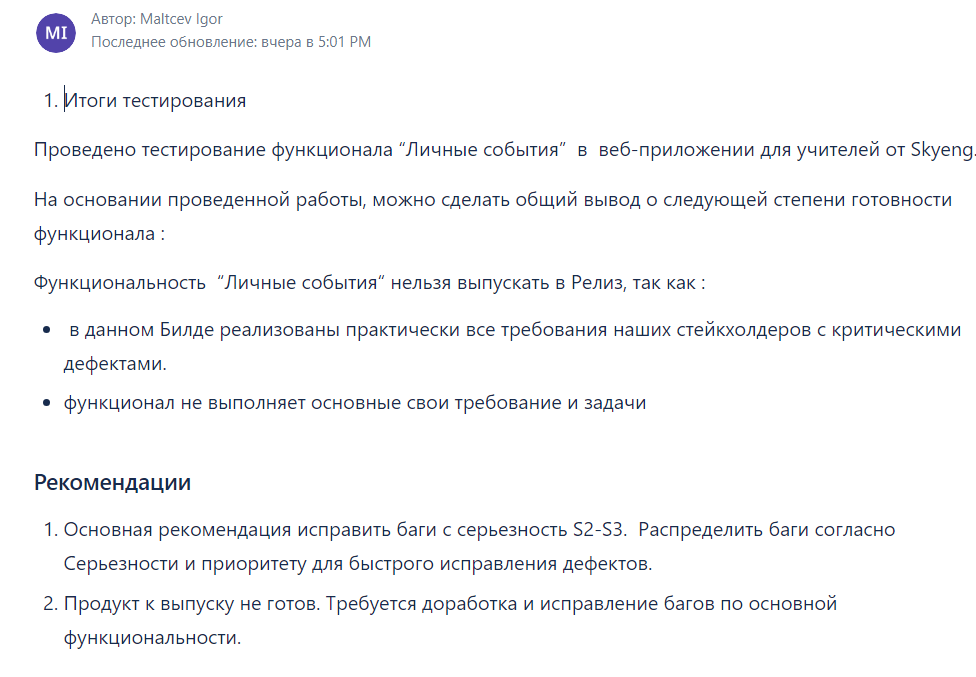 MI
Автор: Maltcev Igor
Последнее обновление: вчера в 5:01 PM
1. Итоги тестирования
Проведено тестирование функционала “Личные события” в веб-приложении для учителей от Skyeng.
На основании проведенной работы, можно сделать общий вывод о следующей степени готовности
функционала :
Функциональность “Личные события“ нельзя выпускать в Релиз, так как :
• в данном Билде реализованы практически все требования наших стейкхолдеров с критическими
дефектами.
• функционал не выполняет основные свои требование и задачи
Рекомендации
1. Основная рекомендация исправить баги с серьезность S2-S3. Распределить баги согласно
Серьезности и приоритету для быстрого исправления дефектов.
2. Продукт к выпуску не готов. Требуется доработка и исправление багов по основной
функциональности.